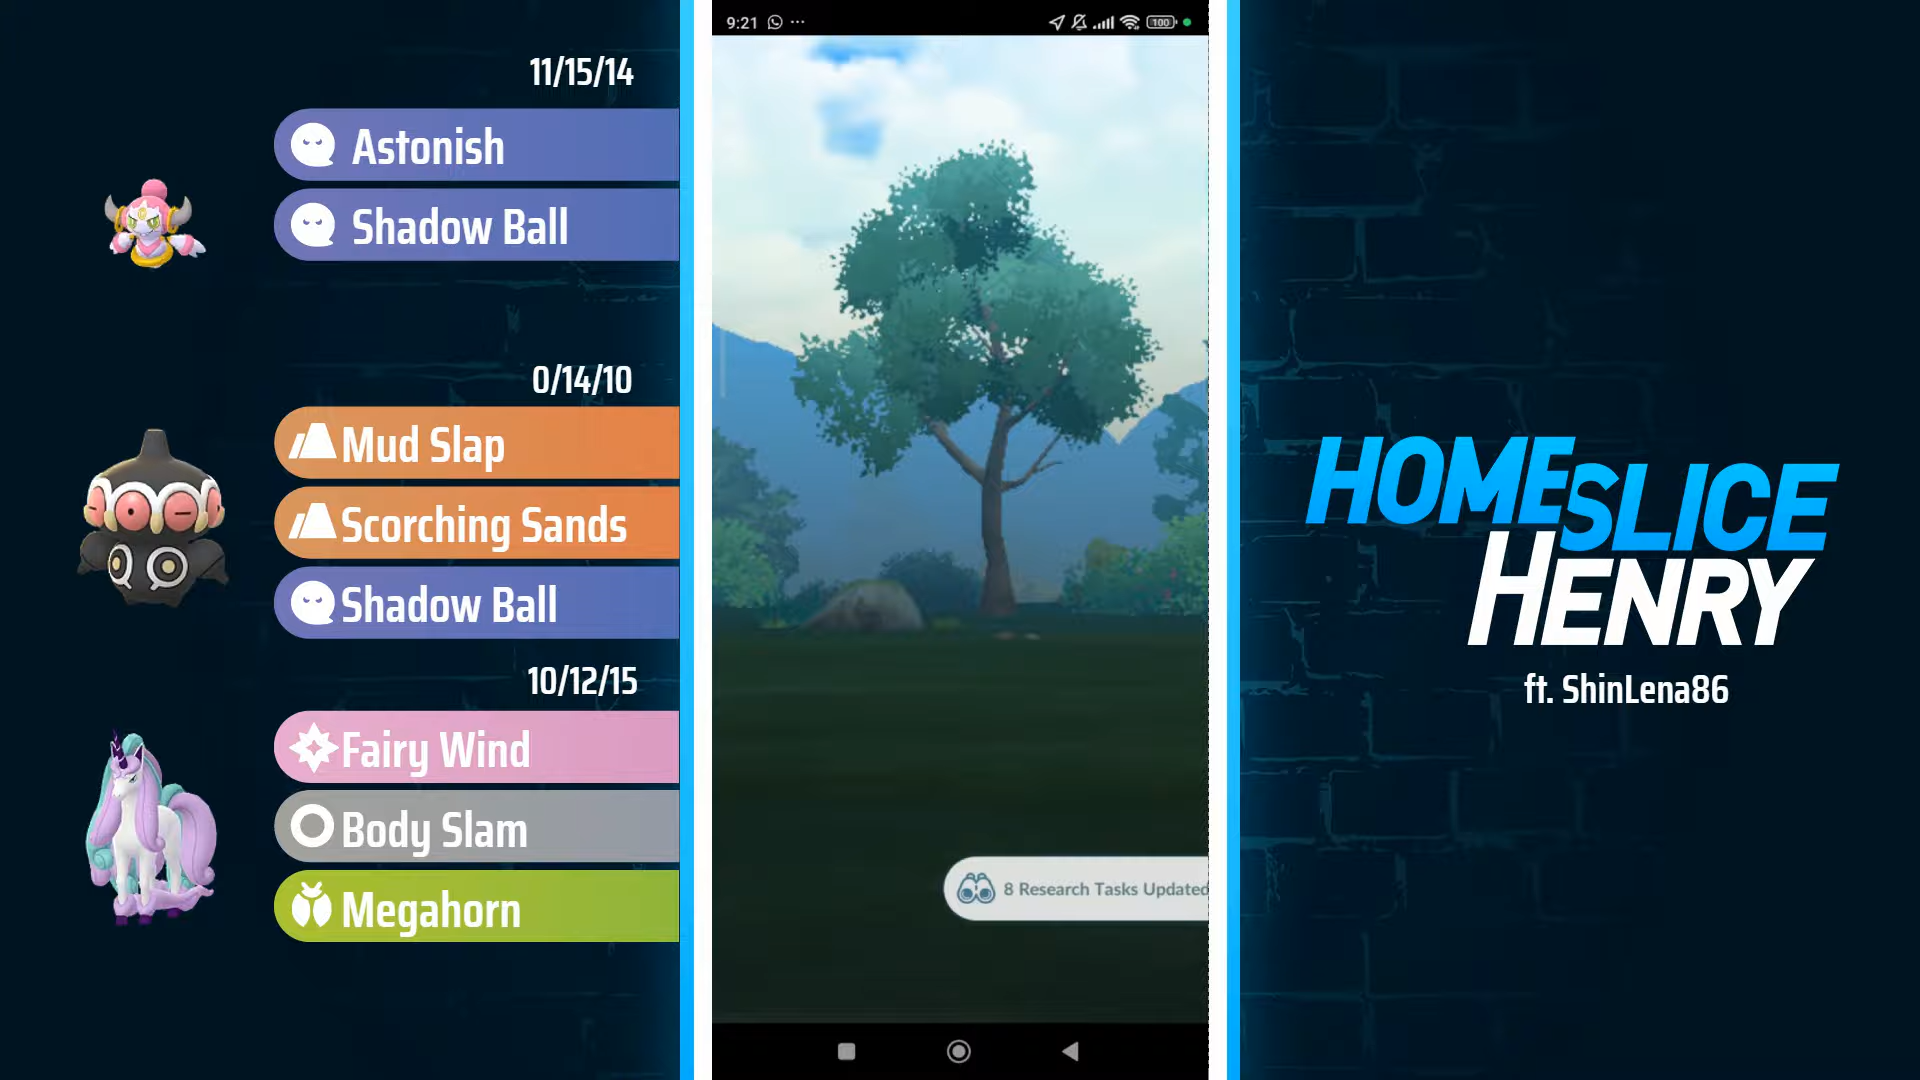 11/15/14
Astonish
Shadow Ball
0/14/10
Mud Slap
Scorching Sands
Shadow Ball
10/12/15
Fairy Wind
Body Slam
Megahorn
9:21
100
8 Research Tasks Updated
HOMESLICE
HENRY
ft. ShinLena86